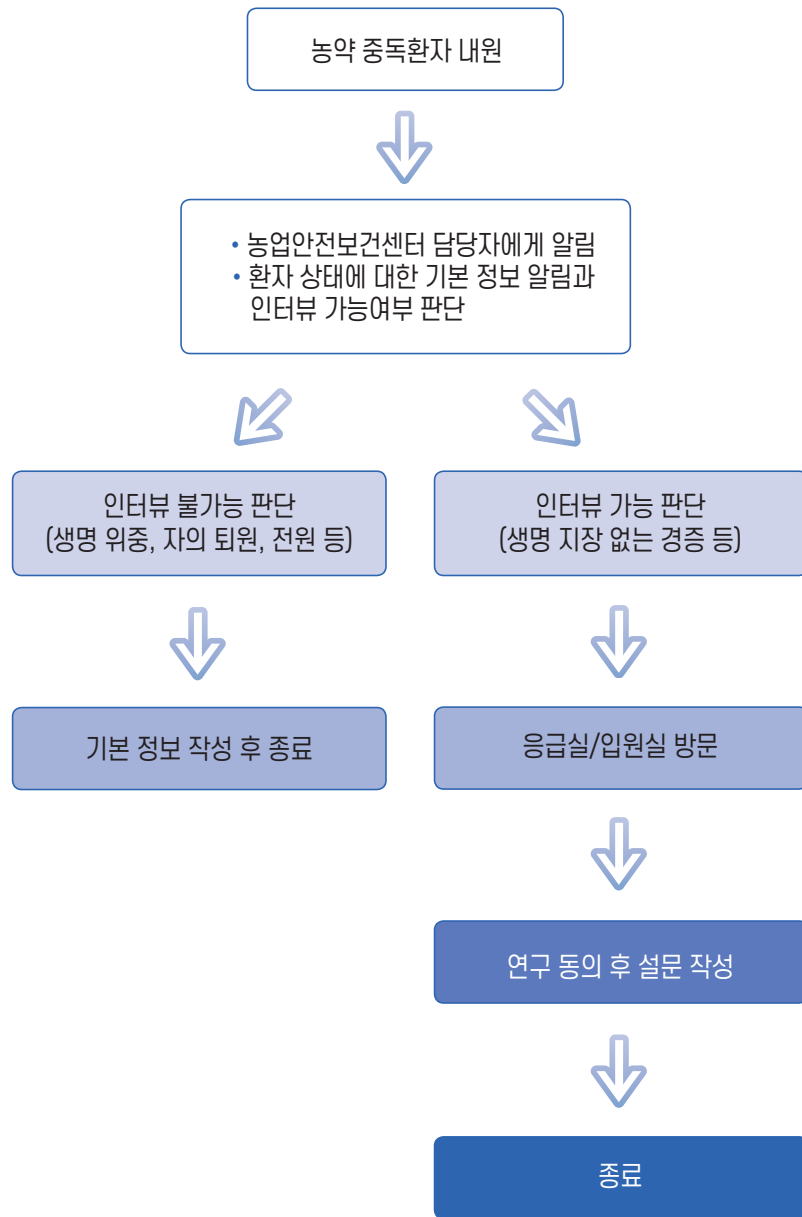 농약 중독환자 내원
• 농업안전보건센터 담당자에게 알림
• 환자 상태에 대한 기본 정보 알림과
인터뷰 가능여부 판단
인터뷰 불가능 판단
(생명 위중, 자의 퇴원, 전원 등)
인터뷰 가능 판단
(생명 지장 없는 경증 등)
기본 정보 작성 후 종료
응급실/입원실 방문
연구 동의 후 설문 작성
종료